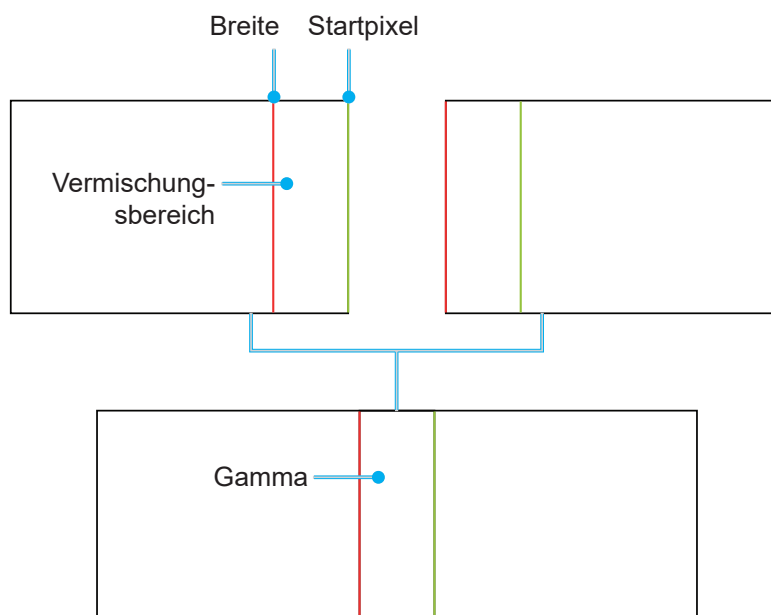 Breite
Startpixel
Vermischung-
sbereich
Gamma